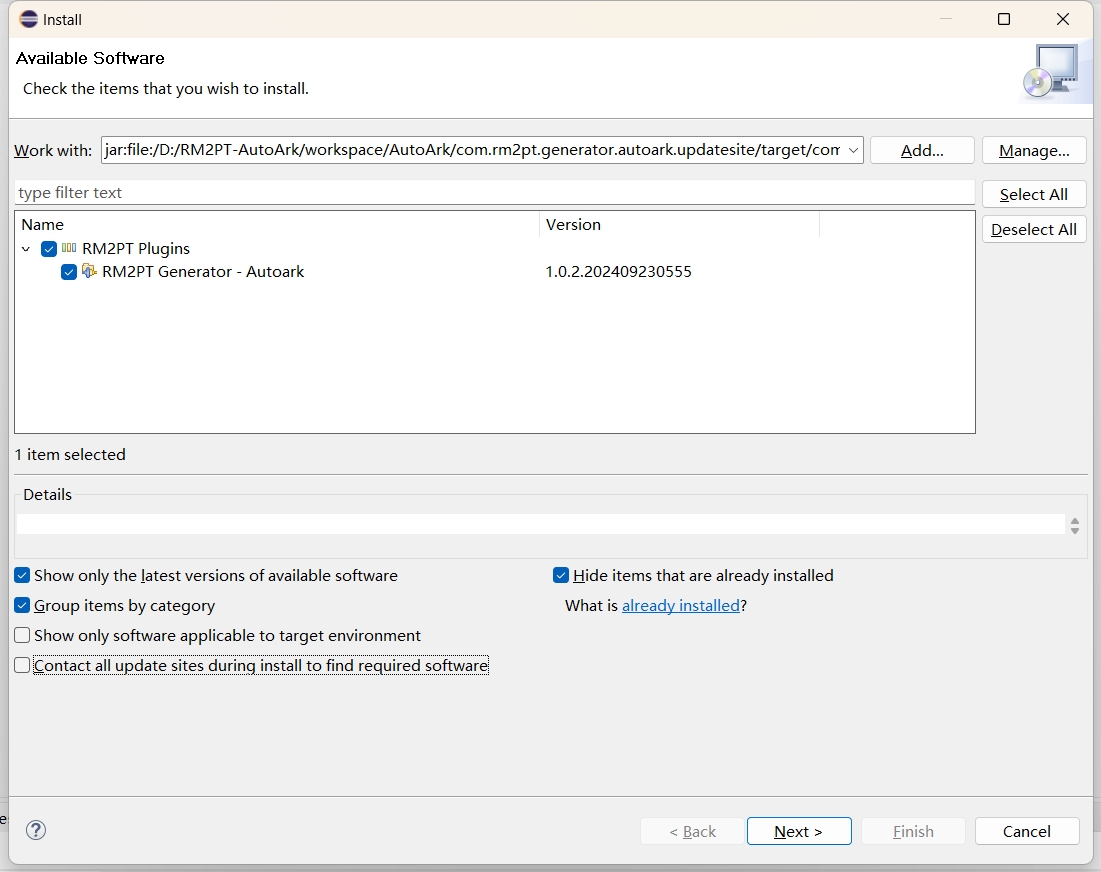 Install
Available Software
Check the items that you wish to install.
Work with: jar:file:/D:/RM2PT-AutoArk/workspace/AutoArk/com.rm2pt.generator.autoark.updatesite/target/com Add... Manage...
type filter text Select All
Name Version Deselect All
RM2PT Plugins
RM2PT Generator - Autoark 1.0.2.202409230555
1 item selected
Details
Show only the latest versions of available software Hide items that are already installed
Group items by category What is already installed?
Show only software applicable to target environment
Contact all update sites during install to find required software
? < Back Next > Finish Cancel